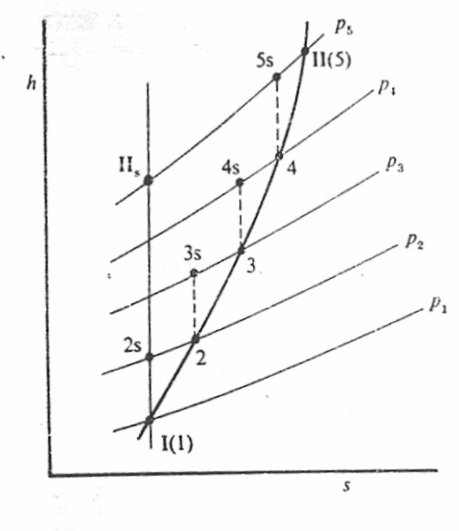 p₅
5s
II(5)
h
p₄
IIₛ
4s
4
p₃
3s
3
p₂
2s
2
p₁
I(1)
s